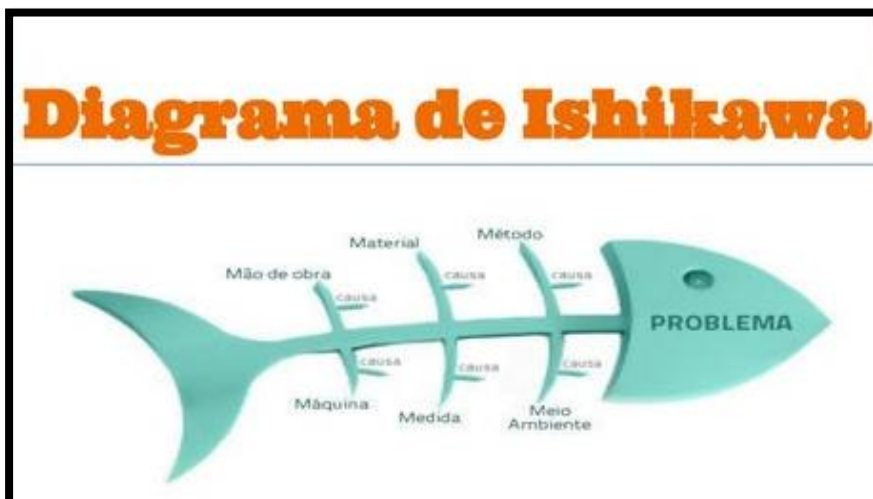 Diagrama de Ishikawa
Método
Material
Mão de obra
causa
causa
causa
PROBLEMA
causa
causa
causa
Máquina
Medida
Meio
Ambiente